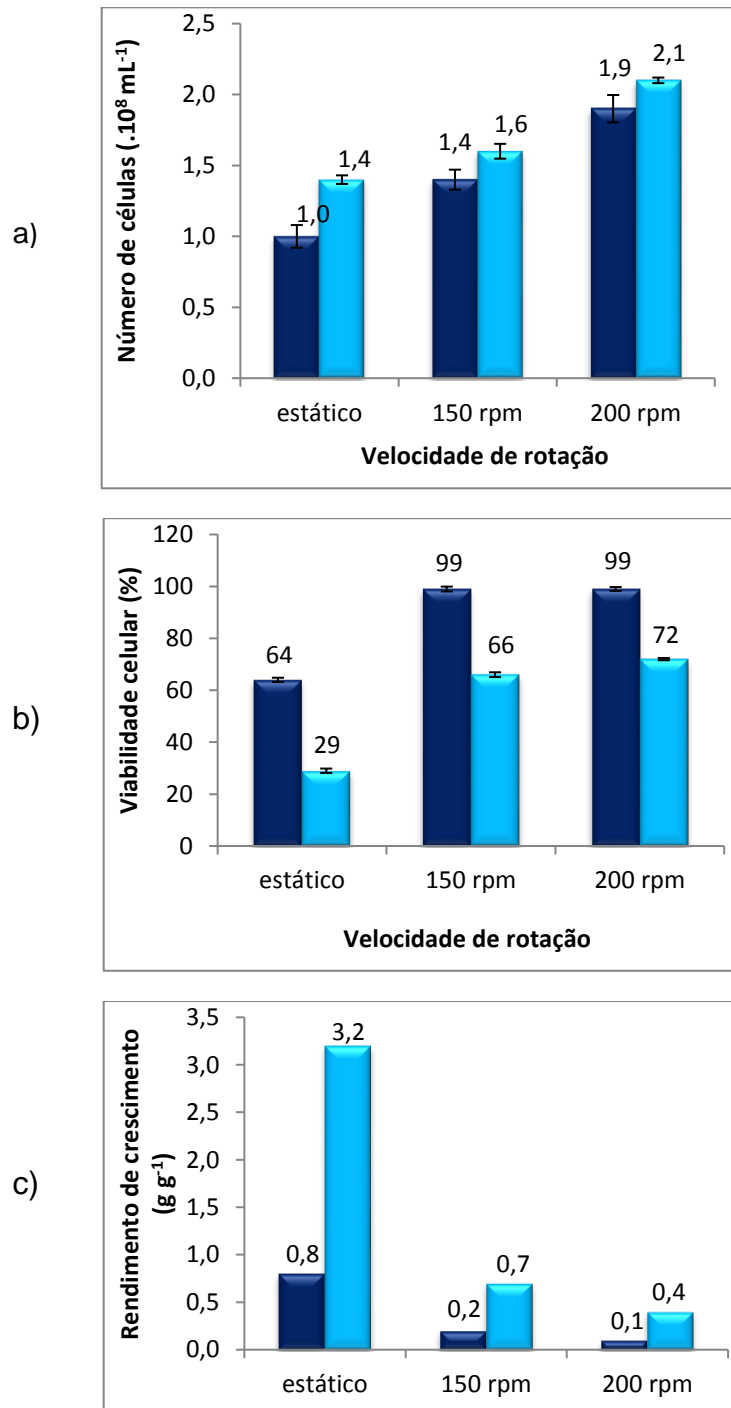 a)
Número de células (.10⁸ mL⁻¹)
2,5
2,0
1,5
1,0
0,5
0,0
1,0
1,4
1,4
1,6
1,9
2,1
estático
150 rpm
200 rpm
Velocidade de rotação
b)
Viabilidade celular (%)
120
100
80
60
40
20
0
64
29
99
66
99
72
estático
150 rpm
200 rpm
Velocidade de rotação
c)
Rendimento de crescimento
(g g⁻¹)
3,5
3,0
2,5
2,0
1,5
1,0
0,5
0,0
0,8
3,2
0,2
0,7
0,1
0,4
estático
150 rpm
200 rpm